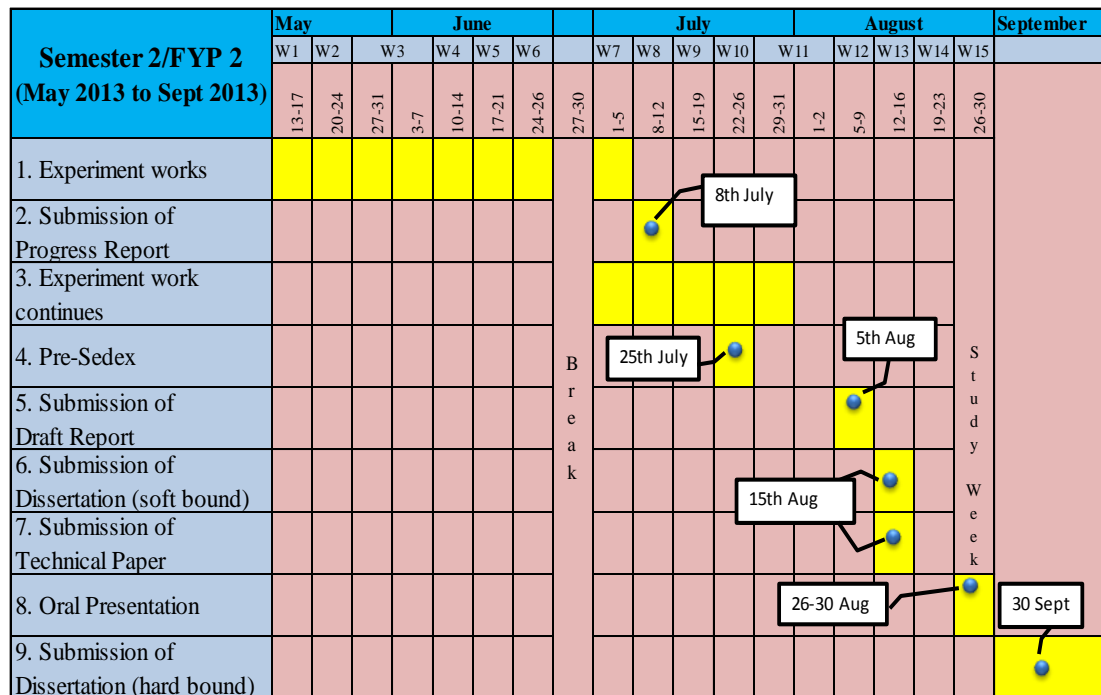 Semester 2/FYP 2
(May 2013 to Sept 2013)
May June July August September
W1 W2 W3 W4 W5 W6 W7 W8 W9 W10 W11 W12 W13 W14 W15
13-17 20-24 27-31 3-7 10-14 17-21 24-26 27-30 1-5 8-12 15-19 22-26 29-31 1-2 5-9 12-16 19-23 26-30
1. Experiment works
8th July
2. Submission of
Progress Report
3. Experiment work
continues
4. Pre-Sedex
25th July
5th Aug
Break
Study Week
5. Submission of
Draft Report
6. Submission of
Dissertation (soft bound)
15th Aug
7. Submission of
Technical Paper
8. Oral Presentation
26-30 Aug
30 Sept
9. Submission of
Dissertation (hard bound)